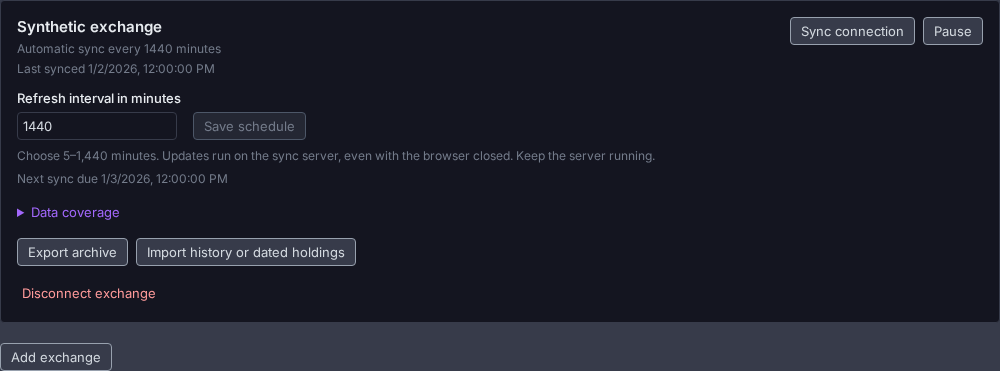 Synthetic exchange
Automatic sync every 1440 minutes
Last synced 1/2/2026, 12:00:00 PM
Sync connection
Pause
Refresh interval in minutes
1440
Save schedule
Choose 5–1,440 minutes. Updates run on the sync server, even with the browser closed. Keep the server running.
Next sync due 1/3/2026, 12:00:00 PM
Data coverage
Export archive
Import history or dated holdings
Disconnect exchange
Add exchange